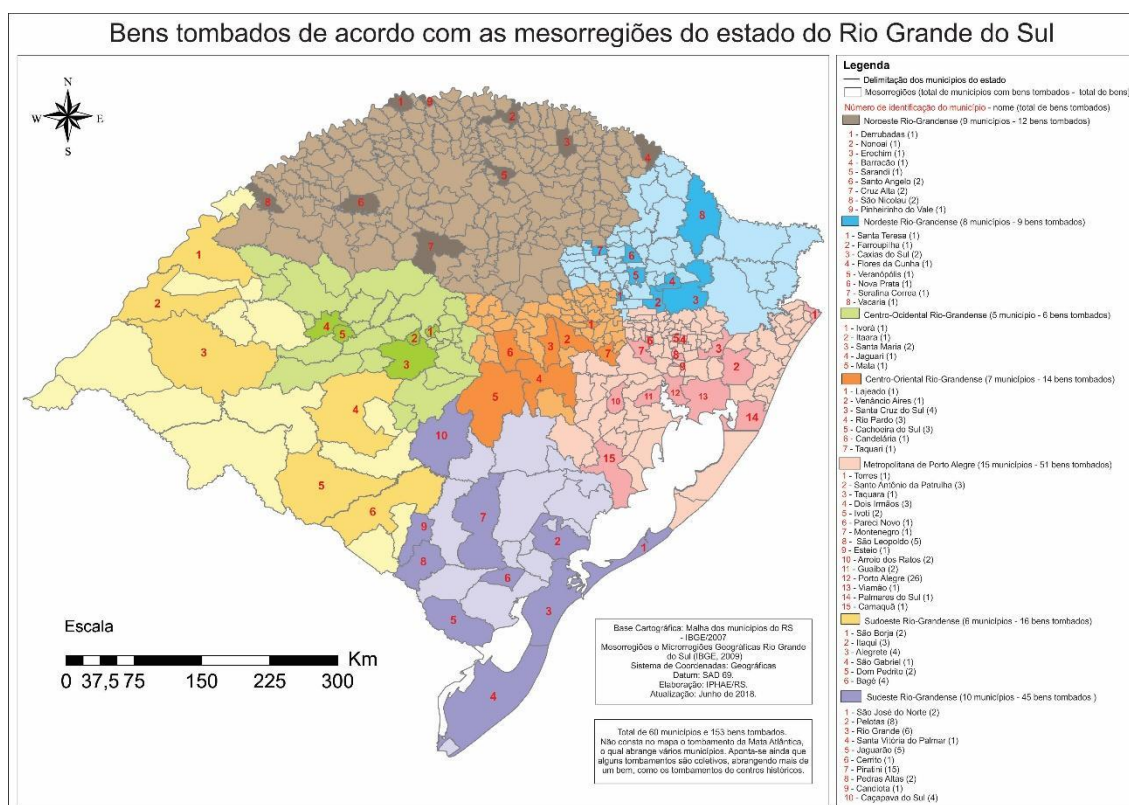 Bens tombados de acordo com as mesorregiões do estado do Rio Grande do Sul
N
W E
S
Escala
Km
0 37,5 75 150 225 300
Base Cartográfica: Malha dos municípios do RS
- IBGE/2007
Mesorregiões e Microrregiões Geográficas Rio Grande
do Sul (IBGE, 2009)
Sistema de Coordenadas: Geográficas
Datum: SAD 69.
Elaboração: IPHAE/RS.
Atualização: Junho de 2018.
Total de 60 municípios e 153 bens tombados.
Não consta no mapa o tombamento da Mata Atlântica,
o qual abrange vários municípios. Aponta-se ainda que
alguns tombamentos são coletivos, abrangendo mais de
um bem, como os tombamentos de centros históricos.
Legenda
Delimitação dos municípios do estado
Mesorregiões (total de municípios com bens tombados - total de bens)
Número de identificação do município - nome (total de bens tombados)
Noroeste Rio-Grandense (9 municípios - 12 bens tombados)
1 - Derrubadas (1)
2 - Nonoai (1)
3 - Erechim (1)
4 - Barracão (1)
5 - Sarandi (1)
6 - Santo Angelo (2)
7 - Cruz Alta (2)
8 - São Nicolau (2)
9 - Pinheirinho do Vale (1)
Nordeste Rio-Grandense (8 municípios - 9 bens tombados)
1 - Santa Teresa (1)
2 - Farroupilha (1)
3 - Caxias do Sul (2)
4 - Flores da Cunha (1)
5 - Veranópólis (1)
6 - Nova Prata (1)
7 - Serafina Correa (1)
8 - Vacaria (1)
Centro-Ocidental Rio-Grandense (5 município - 6 bens tombados)
1 - Ivorá (1)
2 - Itaara (1)
3 - Santa Maria (2)
4 - Jaguari (1)
5 - Mata (1)
Centro-Oriental Rio-Grandense (7 municípios - 14 bens tombados)
1 - Lajeado (1)
2 - Venâncio Aires (1)
3 - Santa Cruz do Sul (4)
4 - Rio Pardo (3)
5 - Cachoeira do Sul (3)
6 - Candelária (1)
7 - Taquari (1)
Metropolitana de Porto Alegre (15 municípios - 51 bens tombados)
1 - Torres (1)
2 - Santo Antônio da Patrulha (3)
3 - Taquara (1)
4 - Dois Irmãos (3)
5 - Ivoti (2)
6 - Pareci Novo (1)
7 - Montenegro (1)
8 - São Leopoldo (5)
9 - Esteio (1)
10 - Arroio dos Ratos (2)
11 - Guaíba (2)
12 - Porto Alegre (26)
13 - Viamão (1)
14 - Palmares do Sul (1)
15 - Camaquã (1)
Sudoeste Rio-Grandense (6 municípios - 16 bens tombados)
1 - São Borja (2)
2 - Itaqui (3)
3 - Alegrete (4)
4 - São Gabriel (1)
5 - Dom Pedrito (2)
6 - Bagé (4)
Sudeste Rio-Grandense (10 municípios - 45 bens tombados )
1 - São José do Norte (2)
2 - Pelotas (8)
3 - Rio Grande (6)
4 - Santa Vitória do Palmar (1)
5 - Jaguarão (5)
6 - Cerrito (1)
7 - Piratini (15)
8 - Pedras Altas (2)
9 - Candiota (1)
10 - Caçapava do Sul (4)